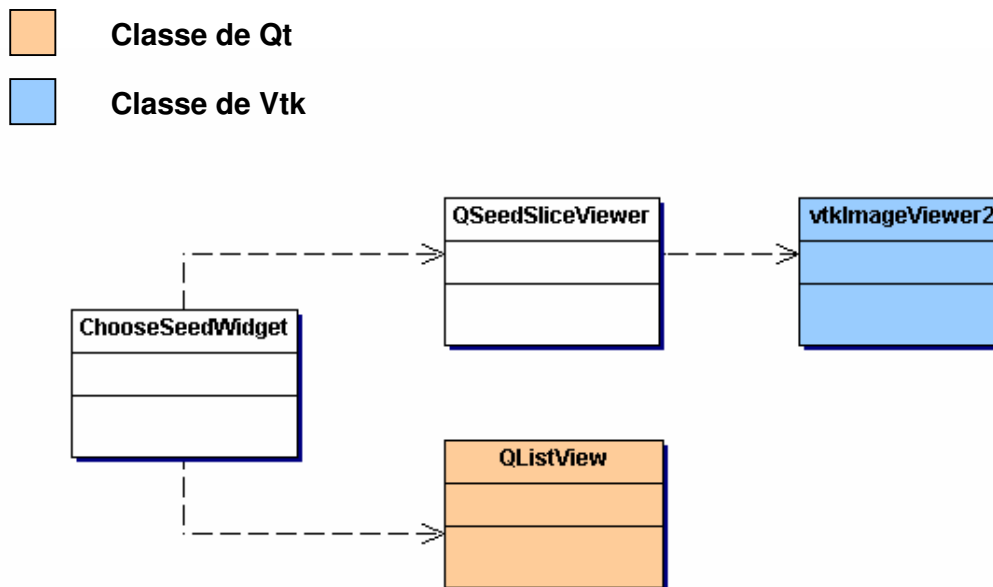 Classe de Qt
Classe de Vtk
QSeedSliceViewer
vtkImageViewer2
ChooseSeedWidget
QListView